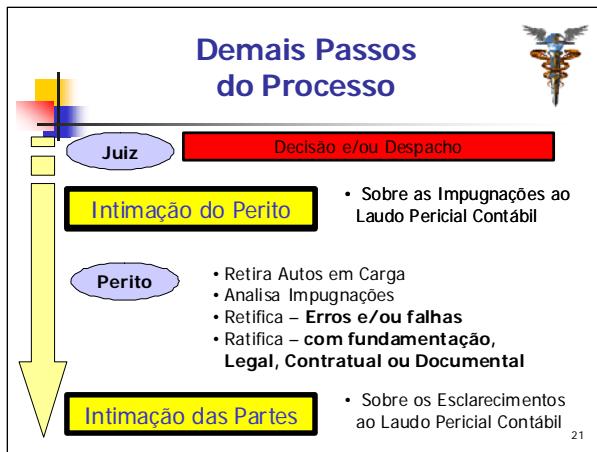 Demais Passos
do Processo
Juiz
Decisão e/ou Despacho
Intimação do Perito
• Sobre as Impugnações ao
Laudo Pericial Contábil
Perito
• Retira Autos em Carga
• Analisa Impugnações
• Retifica – Erros e/ou falhas
• Ratifica – com fundamentação,
Legal, Contratual ou Documental
Intimação das Partes
• Sobre os Esclarecimentos
ao Laudo Pericial Contábil
21